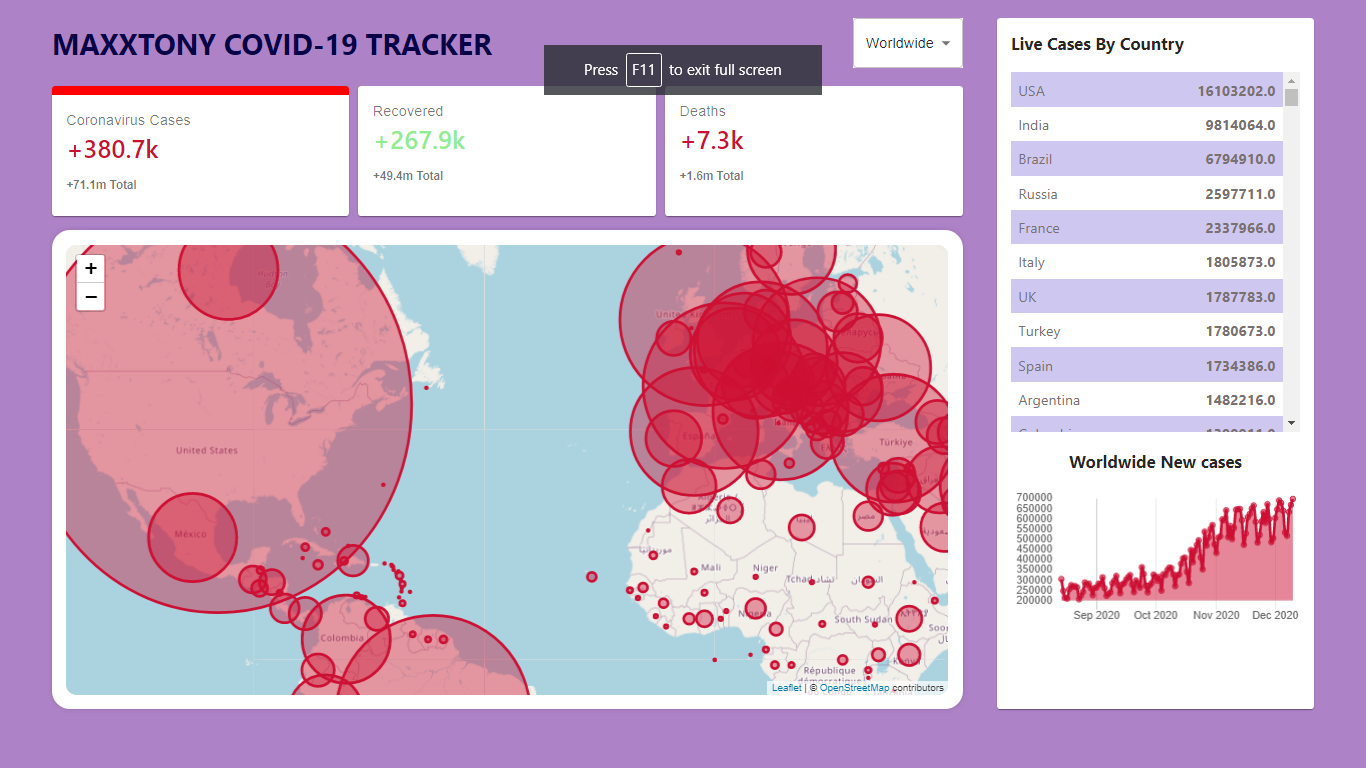 MAXXTONY COVID-19 TRACKER
Worldwide
Press F11 to exit full screen
Coronavirus Cases
+380.7k
+71.1m Total
Recovered
+267.9k
+49.4m Total
Deaths
+7.3k
+1.6m Total
+
−
United States
México
Colombia
España
Türkiye
Mali
Niger
South Sudan
République
Leaflet | © OpenStreetMap contributors
Live Cases By Country
USA 16103202.0
India 9814064.0
Brazil 6794910.0
Russia 2597711.0
France 2337966.0
Italy 1805873.0
UK 1787783.0
Turkey 1780673.0
Spain 1734386.0
Argentina 1482216.0
Worldwide New cases
700000
650000
600000
550000
500000
450000
400000
350000
300000
250000
200000
Sep 2020 Oct 2020 Nov 2020 Dec 2020